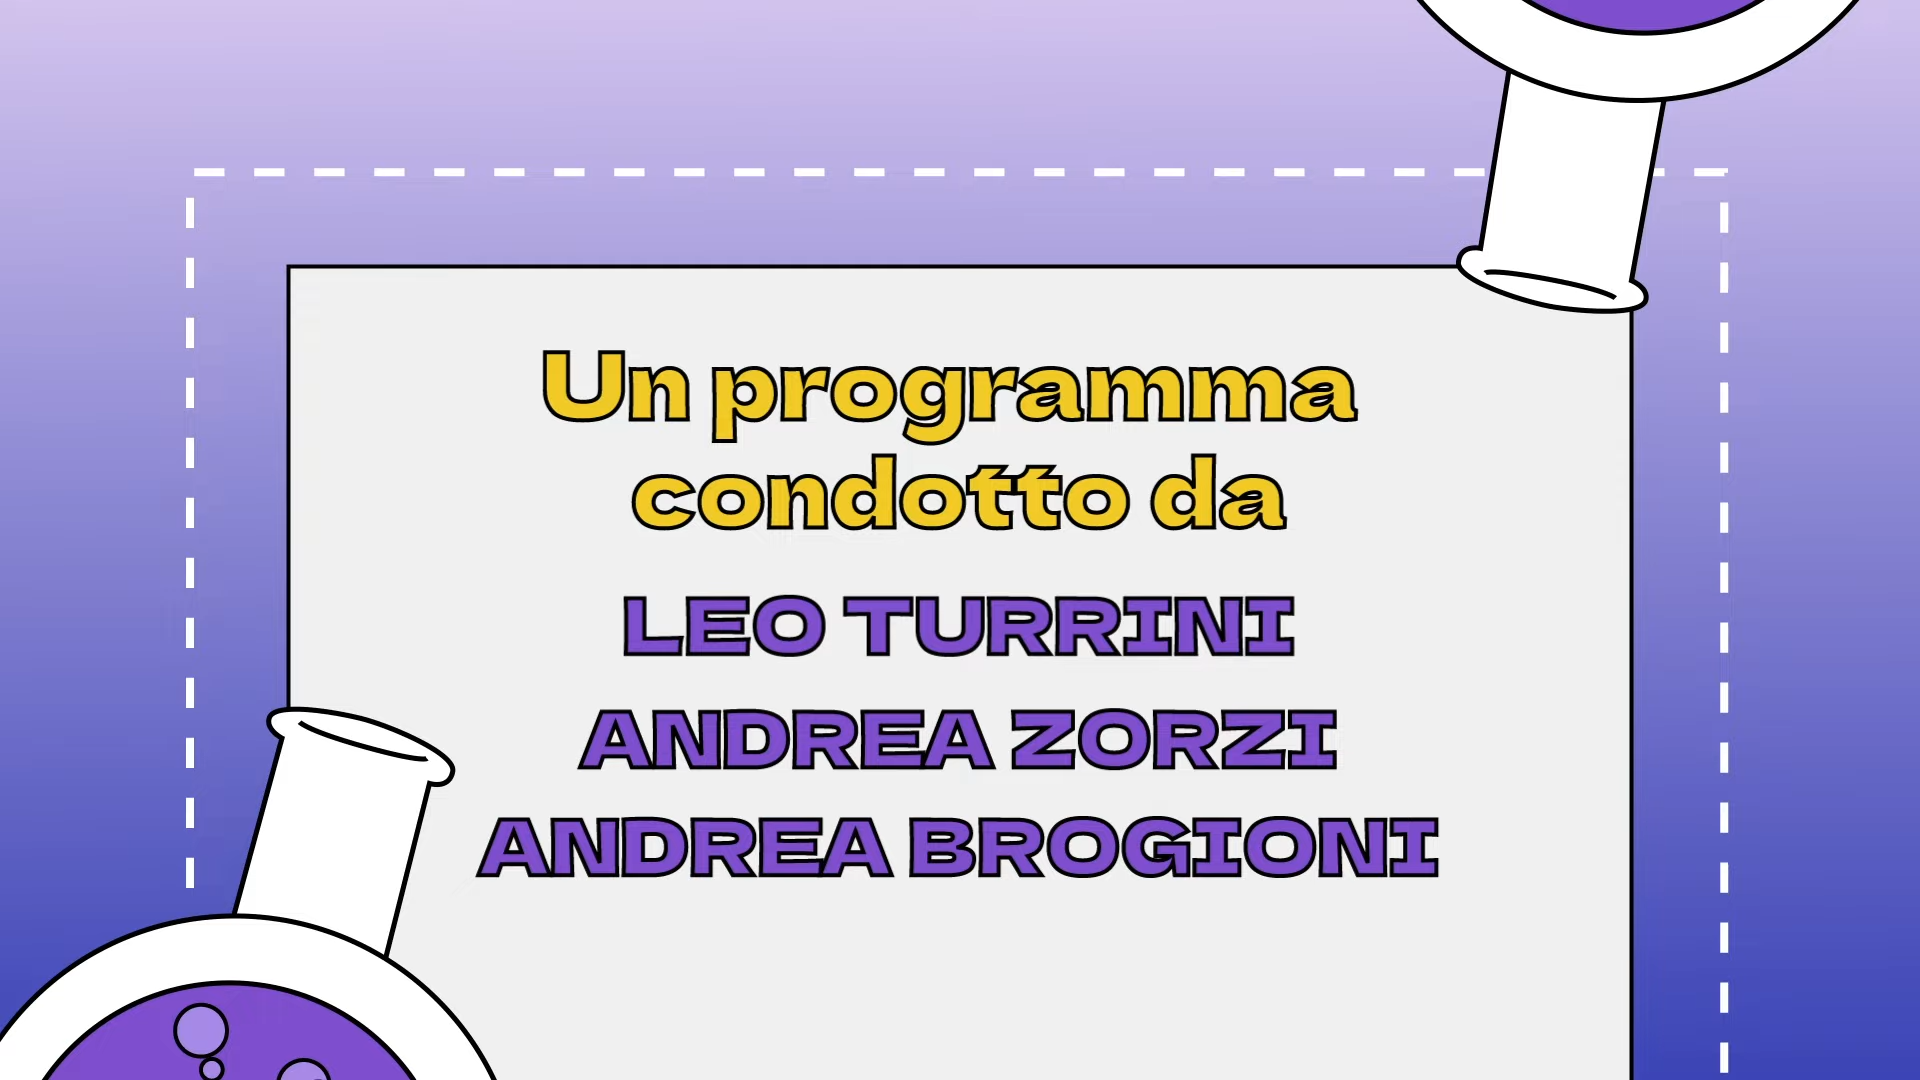 Un programma
condotto da
LEO TURRINI
ANDREA ZORZI
ANDREA BROGIONI